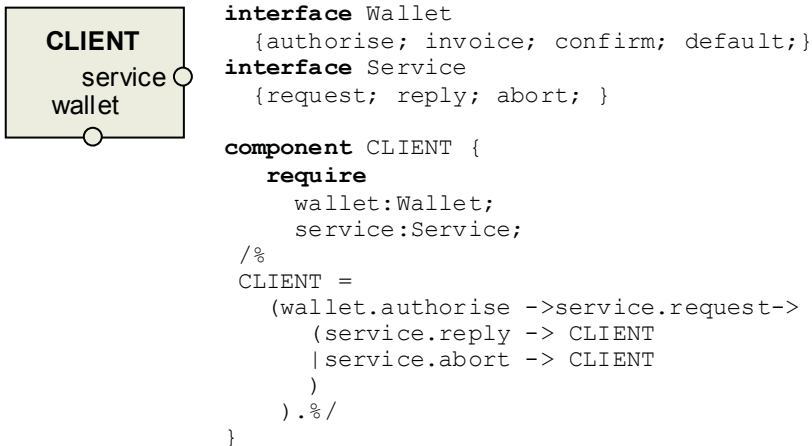 CLIENT
service
wallet
interface Wallet
{authorise; invoice; confirm; default;}
interface Service
{request; reply; abort; }
component CLIENT {
require
wallet:Wallet;
service:Service;
/%
CLIENT =
(wallet.authorise ->service.request->
(service.reply -> CLIENT
|service.abort -> CLIENT
)
).%/
}